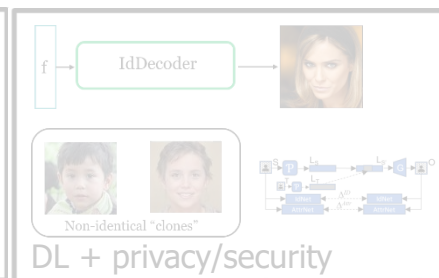 f
IdDecoder
Non-identical "clones"
S
P
L
L
G
O
T
P
L
DL + privacy/security